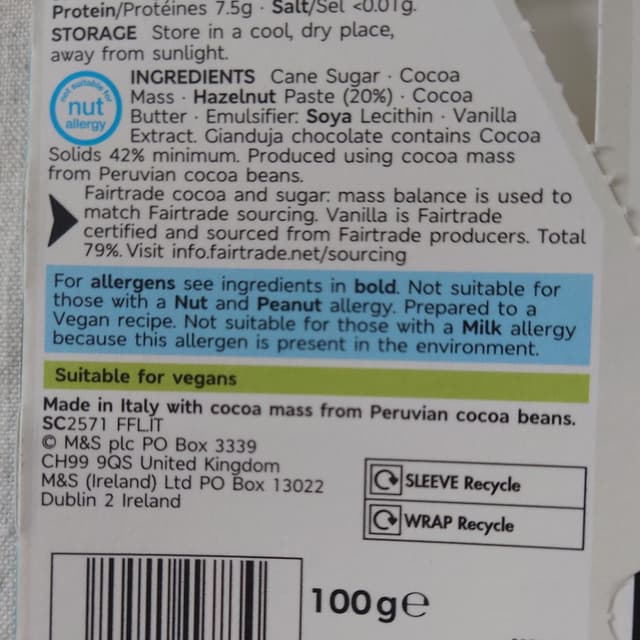 Protein/Protéines 7.5g · Salt/Sel <0.01g.
STORAGE Store in a cool, dry place,
away from sunlight.
not suitable for
nut
allergy
INGREDIENTS Cane Sugar · Cocoa
Mass · Hazelnut Paste (20%) · Cocoa
Butter · Emulsifier: Soya Lecithin · Vanilla
Extract. Gianduja chocolate contains Cocoa
Solids 42% minimum. Produced using cocoa mass
from Peruvian cocoa beans.
Fairtrade cocoa and sugar: mass balance is used to
match Fairtrade sourcing. Vanilla is Fairtrade
certified and sourced from Fairtrade producers. Total
79%. Visit info.fairtrade.net/sourcing
For allergens see ingredients in bold. Not suitable for
those with a Nut and Peanut allergy. Prepared to a
Vegan recipe. Not suitable for those with a Milk allergy
because this allergen is present in the environment.
Suitable for vegans
Made in Italy with cocoa mass from Peruvian cocoa beans.
SC2571 FFL.IT
© M&S plc PO Box 3339
CH99 9QS United Kingdom
M&S (Ireland) Ltd PO Box 13022
Dublin 2 Ireland
SLEEVE Recycle
WRAP Recycle
100g℮